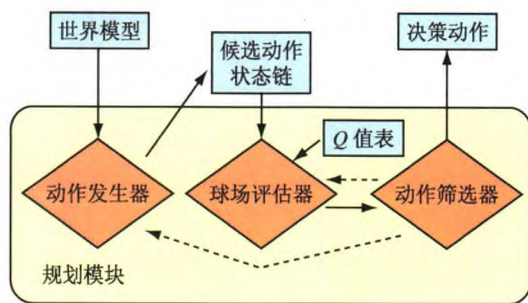 世界模型
候选动作
状态链
决策动作
Q 值表
动作发生器
球场评估器
动作筛选器
规划模块